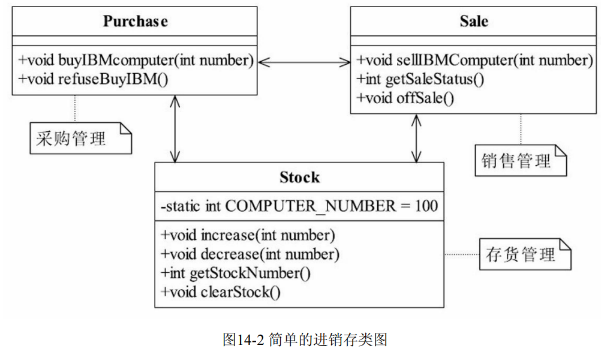 Purchase
+void buyIBMcomputer(int number)
+void refuseBuyIBM()
采购管理
Sale
+void sellIBMComputer(int number)
+int getSaleStatus()
+void offSale()
销售管理
Stock
-static int COMPUTER_NUMBER = 100
+void increase(int number)
+void decrease(int number)
+int getStockNumber()
+void clearStock()
存货管理
图14-2 简单的进销存类图